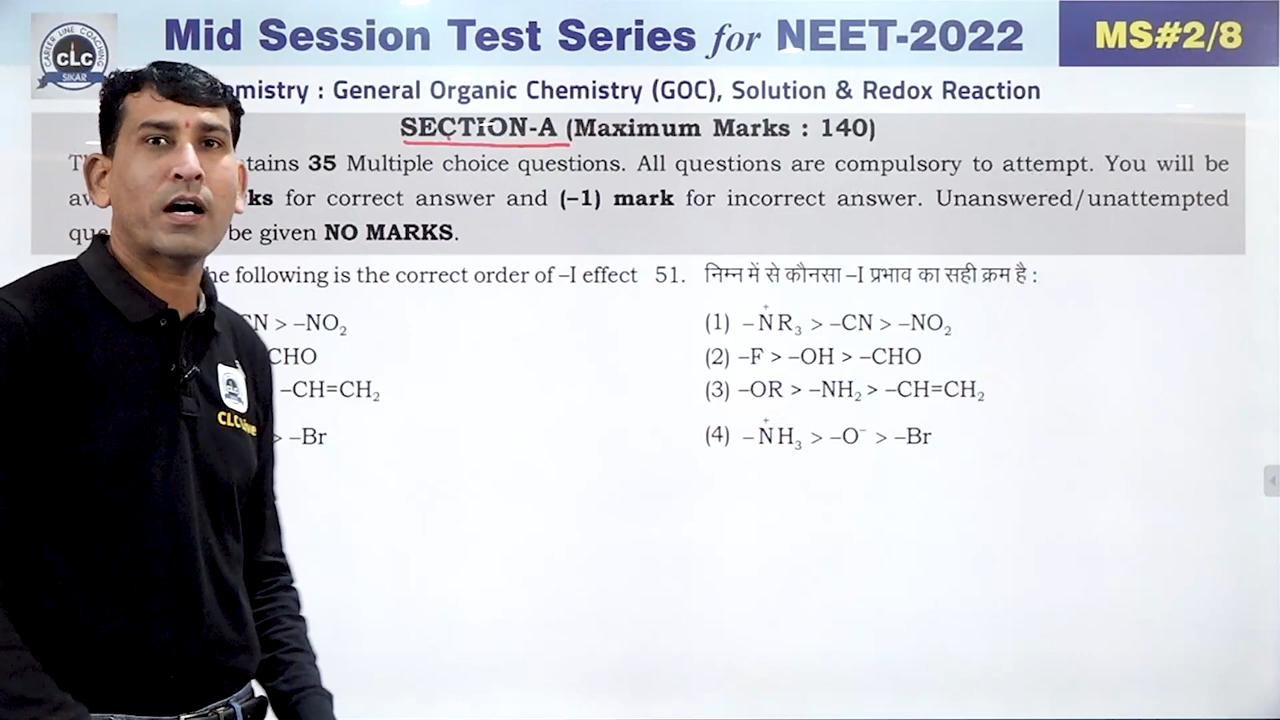 Mid Session Test Series for NEET-2022
MS#2/8
CAREER LINE COACHING
CLC
SIKAR
emistry : General Organic Chemistry (GOC), Solution & Redox Reaction
SECTION-A (Maximum Marks : 140)
tains 35 Multiple choice questions. All questions are compulsory to attempt. You will be
ks for correct answer and (–1) mark for incorrect answer. Unanswered/unattempted
be given NO MARKS.
he following is the correct order of –I effect
CN > –NO₂
CHO
–CH=CH₂
> –Br
51. निम्न में से कौनसा –I प्रभाव का सही क्रम है :
(1) –N⁺R₃ > –CN > –NO₂
(2) –F > –OH > –CHO
(3) –OR > –NH₂ > –CH=CH₂
(4) –N⁺H₃ > –O⁻ > –Br
CLC